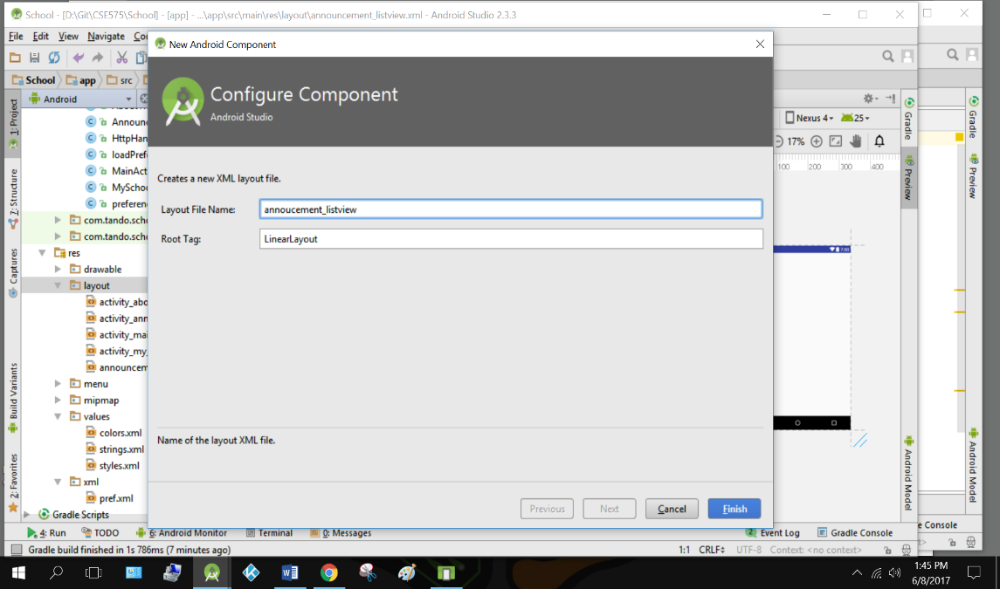 School - [D:\Git\CSE575\School] - [app] - ...\app\src\main\res\layout\announcement_listview.xml - Android Studio 2.3.3
File Edit View Navigate Co
New Android Component
School app src
Configure Component
Android Studio
Android
Nexus 4 25
17%
100 200 300 400
1: Project
Z: Structure
Captures
Build Variants
2: Favorites
Announ
HttpHan
loadPref
MainAct
MySchoo
preferen
com.tando.scho
com.tando.scho
res
drawable
layout
activity_abo
activity_ann
activity_mai
activity_my_
announcem
menu
mipmap
values
colors.xml
strings.xml
styles.xml
xml
pref.xml
Gradle Scripts
Creates a new XML layout file.
Layout File Name: annoucement_listview
Root Tag: LinearLayout
Name of the layout XML file.
Previous Next Cancel Finish
7:00
Gradle
Preview
Android Model
Gradle
Preview
Android Model
4: Run TODO 6: Android Monitor Terminal 0: Messages 2 Event Log Gradle Console
e Console
Gradle build finished in 1s 786ms (7 minutes ago) 1:1 CRLF UTF-8 Context: <no context>
1:45 PM
6/8/2017